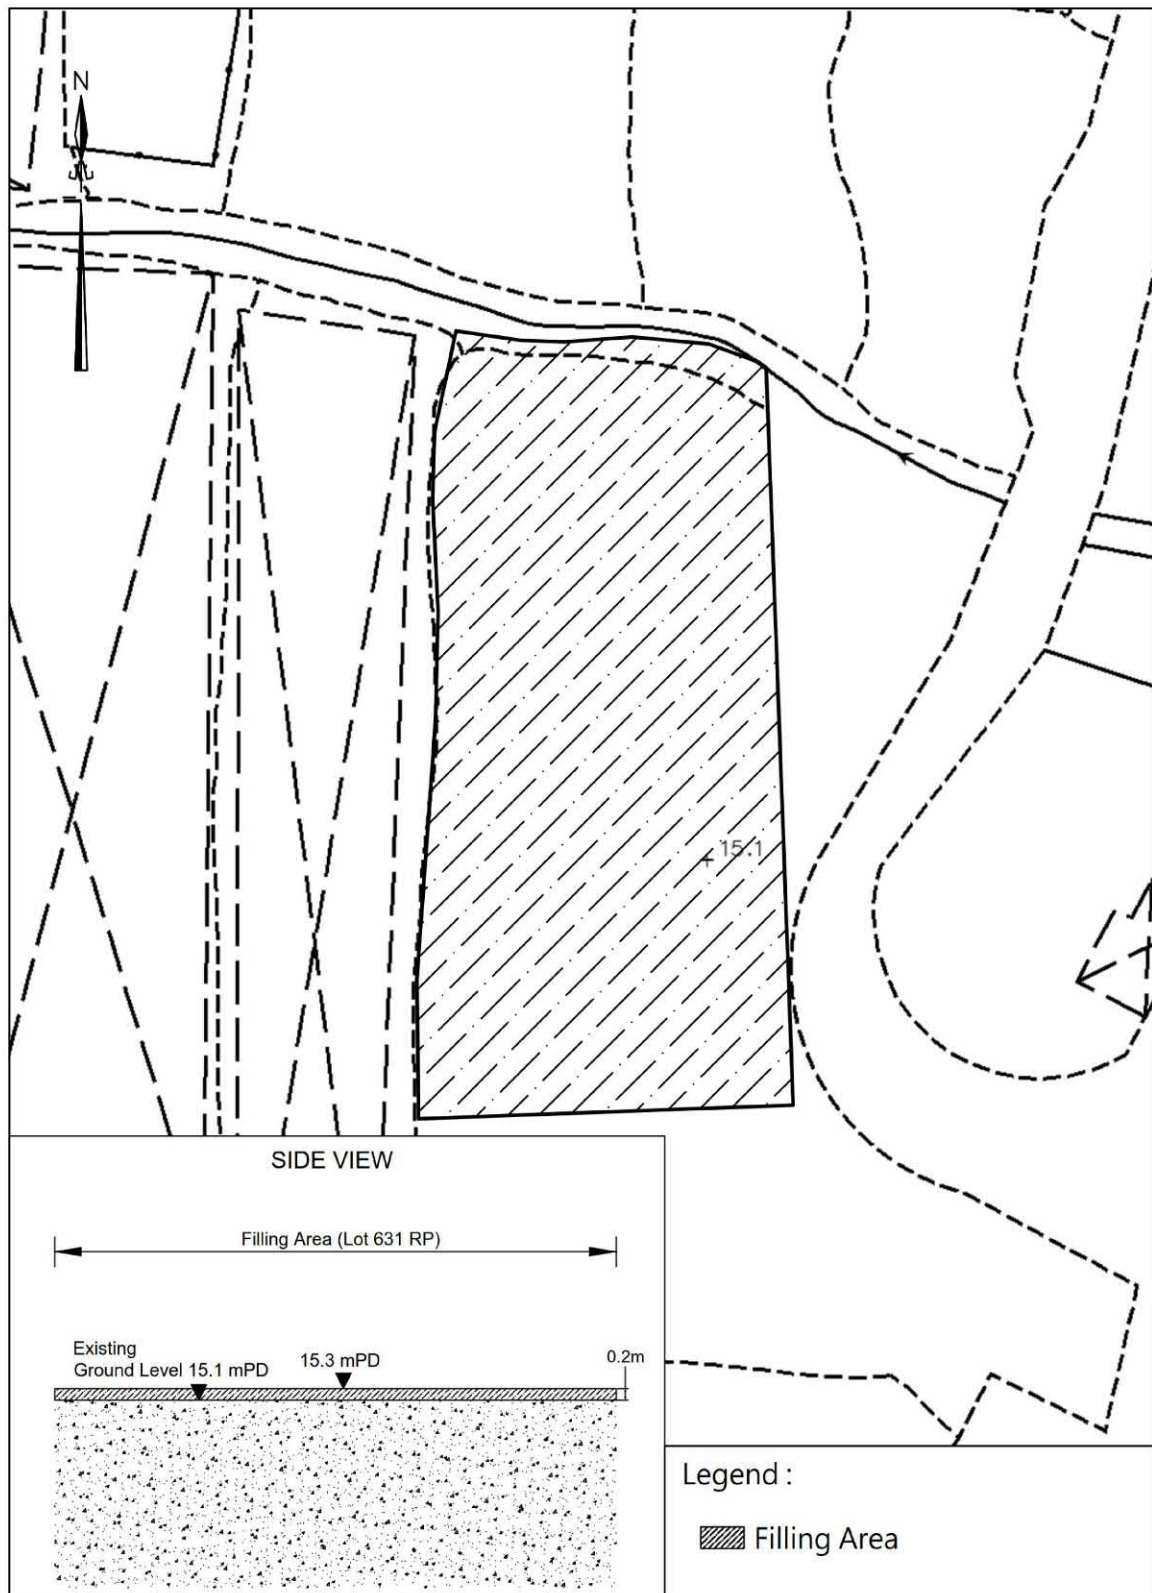 N
15.1
SIDE VIEW
Filling Area (Lot 631 RP)
Existing
Ground Level 15.1 mPD
15.3 mPD
0.2m
Legend :
Filling Area